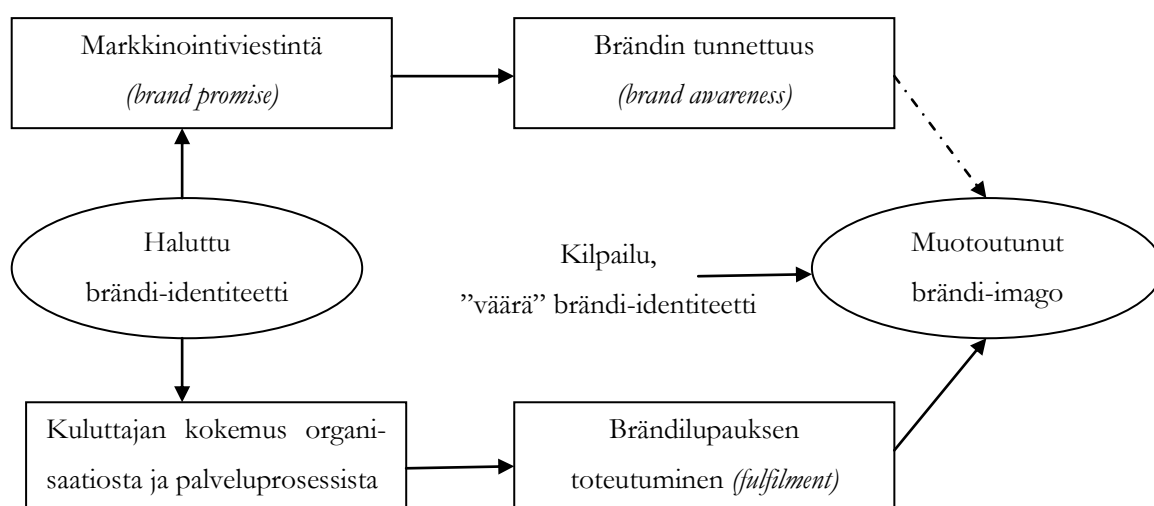 Markkinointiviestintä
(brand promise)
Brändin tunnettuus
(brand awareness)
Haluttu
brändi-identiteetti
Kilpailu,
”väärä” brändi-identiteetti
Muotoutunut
brändi-imago
Kuluttajan kokemus organi-
saatiosta ja palveluprosessista
Brändilupauksen
toteutuminen (fulfilment)